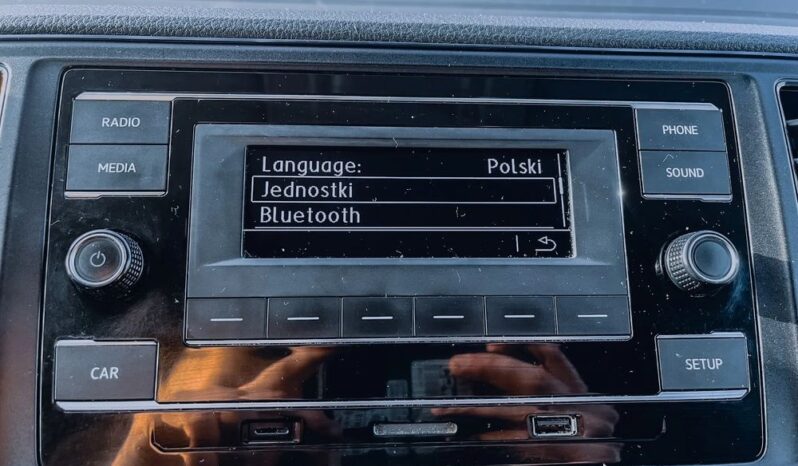 RADIO
MEDIA
Language: Polski
Jednostki
Bluetooth
PHONE
SOUND
CAR
SETUP